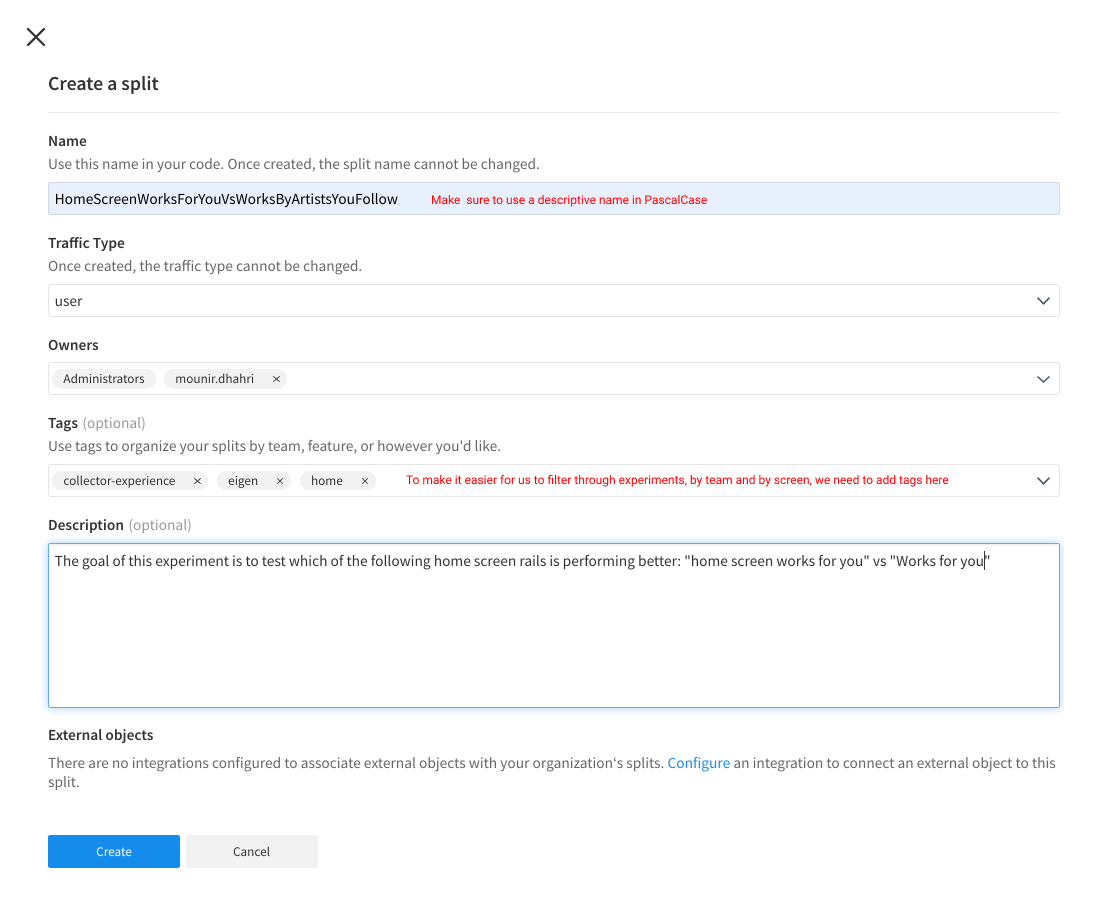 Create a split
Name
Use this name in your code. Once created, the split name cannot be changed.
HomeScreenWorksForYouVsWorksByArtistsYouFollow Make sure to use a descriptive name in PascalCase
Traffic Type
Once created, the traffic type cannot be changed.
user
Owners
Administrators mounir.dhahri ×
Tags (optional)
Use tags to organize your splits by team, feature, or however you'd like.
collector-experience × eigen × home × To make it easier for us to filter through experiments, by team and by screen, we need to add tags here
Description (optional)
The goal of this experiment is to test which of the following home screen rails is performing better: "home screen works for you" vs "Works for you"
External objects
There are no integrations configured to associate external objects with your organization‘s splits. Configure an integration to connect an external object to this
split.
Create Cancel